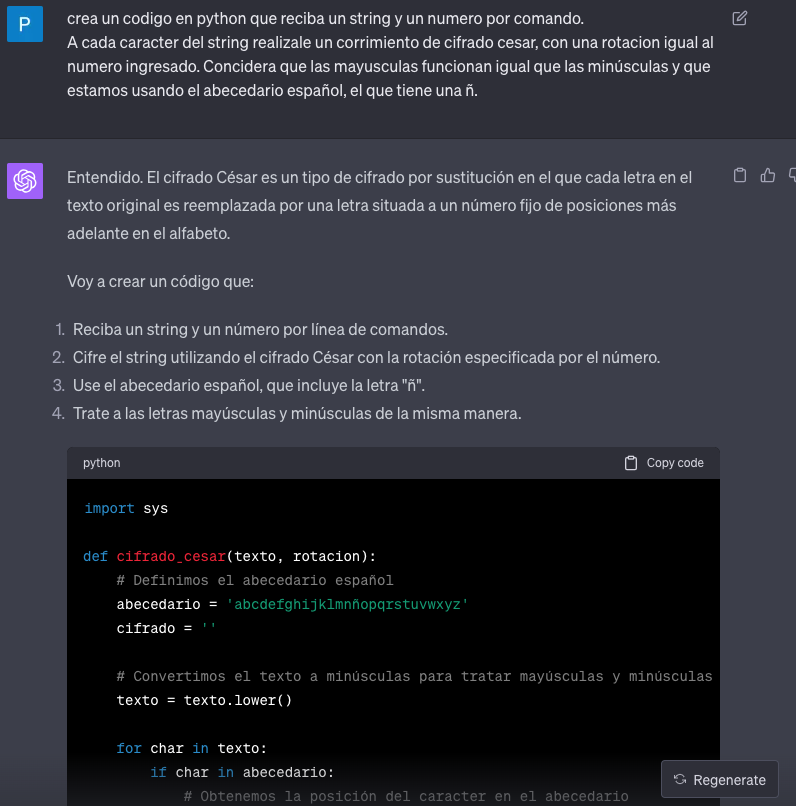 P
crea un codigo en python que reciba un string y un numero por comando.
A cada caracter del string realizale un corrimiento de cifrado cesar, con una rotacion igual al
numero ingresado. Concidera que las mayusculas funcionan igual que las minúsculas y que
estamos usando el abecedario español, el que tiene una ñ.
Entendido. El cifrado César es un tipo de cifrado por sustitución en el que cada letra en el
texto original es reemplazada por una letra situada a un número fijo de posiciones más
adelante en el alfabeto.
Voy a crear un código que:
1. Reciba un string y un número por línea de comandos.
2. Cifre el string utilizando el cifrado César con la rotación especificada por el número.
3. Use el abecedario español, que incluye la letra "ñ".
4. Trate a las letras mayúsculas y minúsculas de la misma manera.
python Copy code
import sys
def cifrado_cesar(texto, rotacion):
# Definimos el abecedario español
abecedario = 'abcdefghijklmnñopqrstuvwxyz'
cifrado = ''
# Convertimos el texto a minúsculas para tratar mayúsculas y minúsculas
texto = texto.lower()
for char in texto:
if char in abecedario:
# Obtenemos la posición del caracter en el abecedario
Regenerate